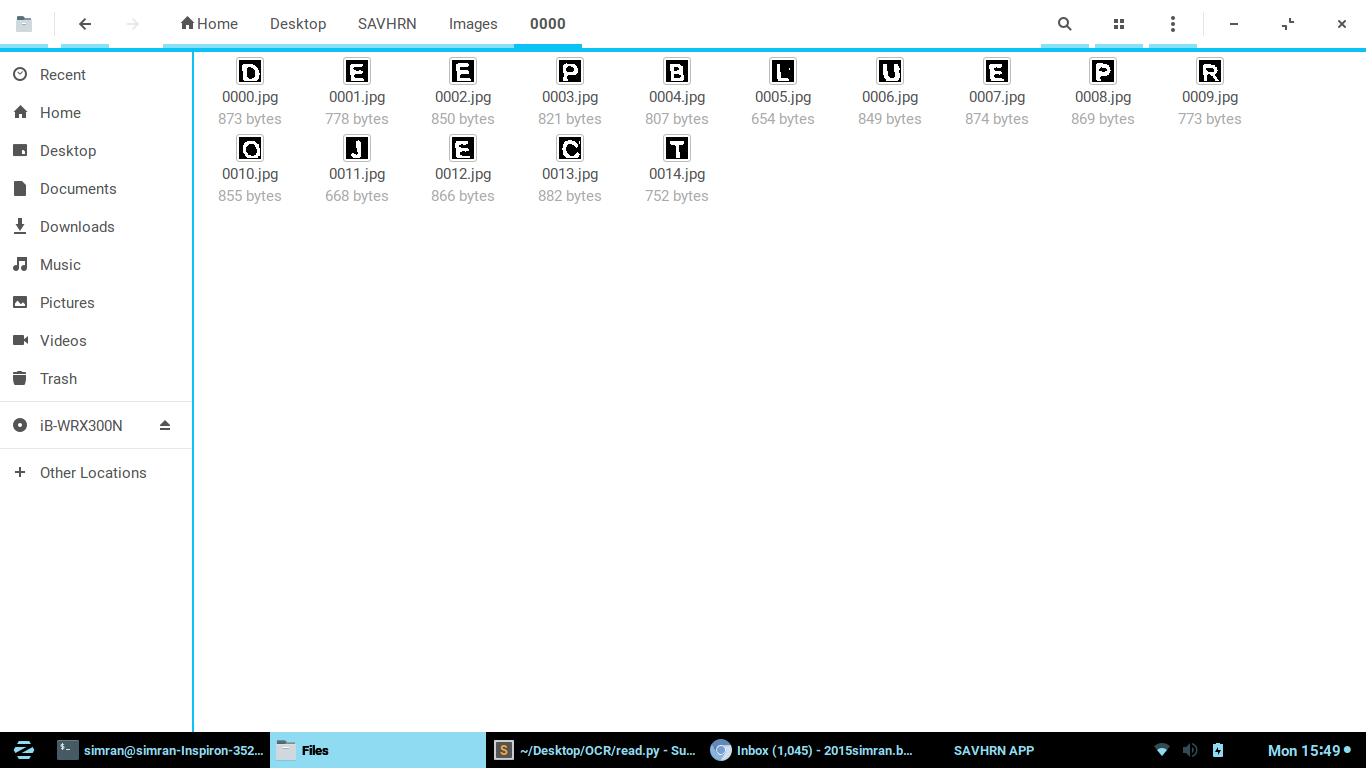 Home Desktop SAVHRN Images 0000
Recent
Home
Desktop
Documents
Downloads
Music
Pictures
Videos
Trash
iB-WRX300N
Other Locations
D E E P B L U E P R
0000.jpg 0001.jpg 0002.jpg 0003.jpg 0004.jpg 0005.jpg 0006.jpg 0007.jpg 0008.jpg 0009.jpg
873 bytes 778 bytes 850 bytes 821 bytes 807 bytes 654 bytes 849 bytes 874 bytes 869 bytes 773 bytes
O J E C T
0010.jpg 0011.jpg 0012.jpg 0013.jpg 0014.jpg
855 bytes 668 bytes 866 bytes 882 bytes 752 bytes
$- simran@simran-Inspiron-352... Files S ~/Desktop/OCR/read.py - Su... Inbox (1,045) - 2015simran.b... SAVHRN APP Mon 15:49